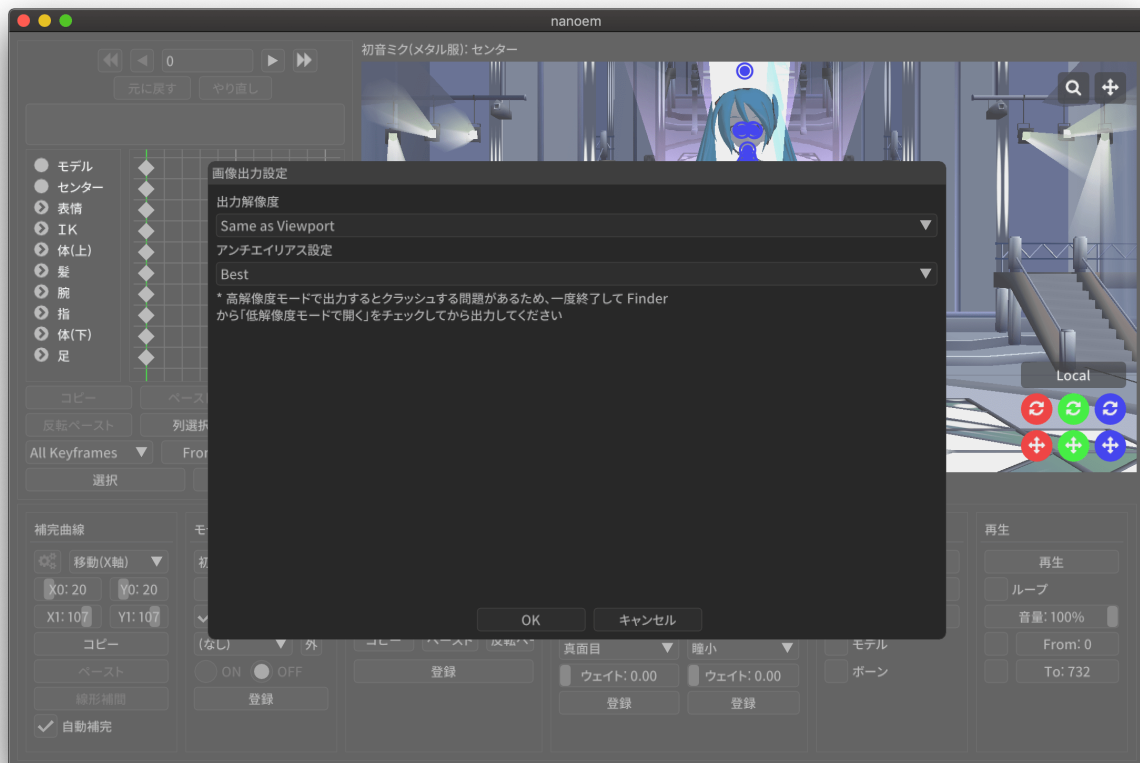 nanoem
0
元に戻す
やり直し
初音ミク(メタル服): センター
モデル
センター
表情
IK
体(上)
髪
腕
指
体(下)
足
コピー
反転ペースト
列選択
All Keyframes
選択
画像出力設定
出力解像度
Same as Viewport
アンチエイリアス設定
Best
* 高解像度モードで出力するとクラッシュする問題があるため、一度終了して Finder
から「低解像度モードで開く」をチェックしてから出力してください
OK
キャンセル
Local
補完曲線
移動(X軸)
X0: 20
Y0: 20
X1: 107
Y1: 107
コピー
ペースト
線形補間
自動補完
(なし)
外
ON
OFF
登録
コピー
ペースト
登録
真面目
瞳小
ウェイト: 0.00
ウェイト: 0.00
登録
登録
モデル
ボーン
再生
再生
ループ
音量: 100%
From: 0
To: 732